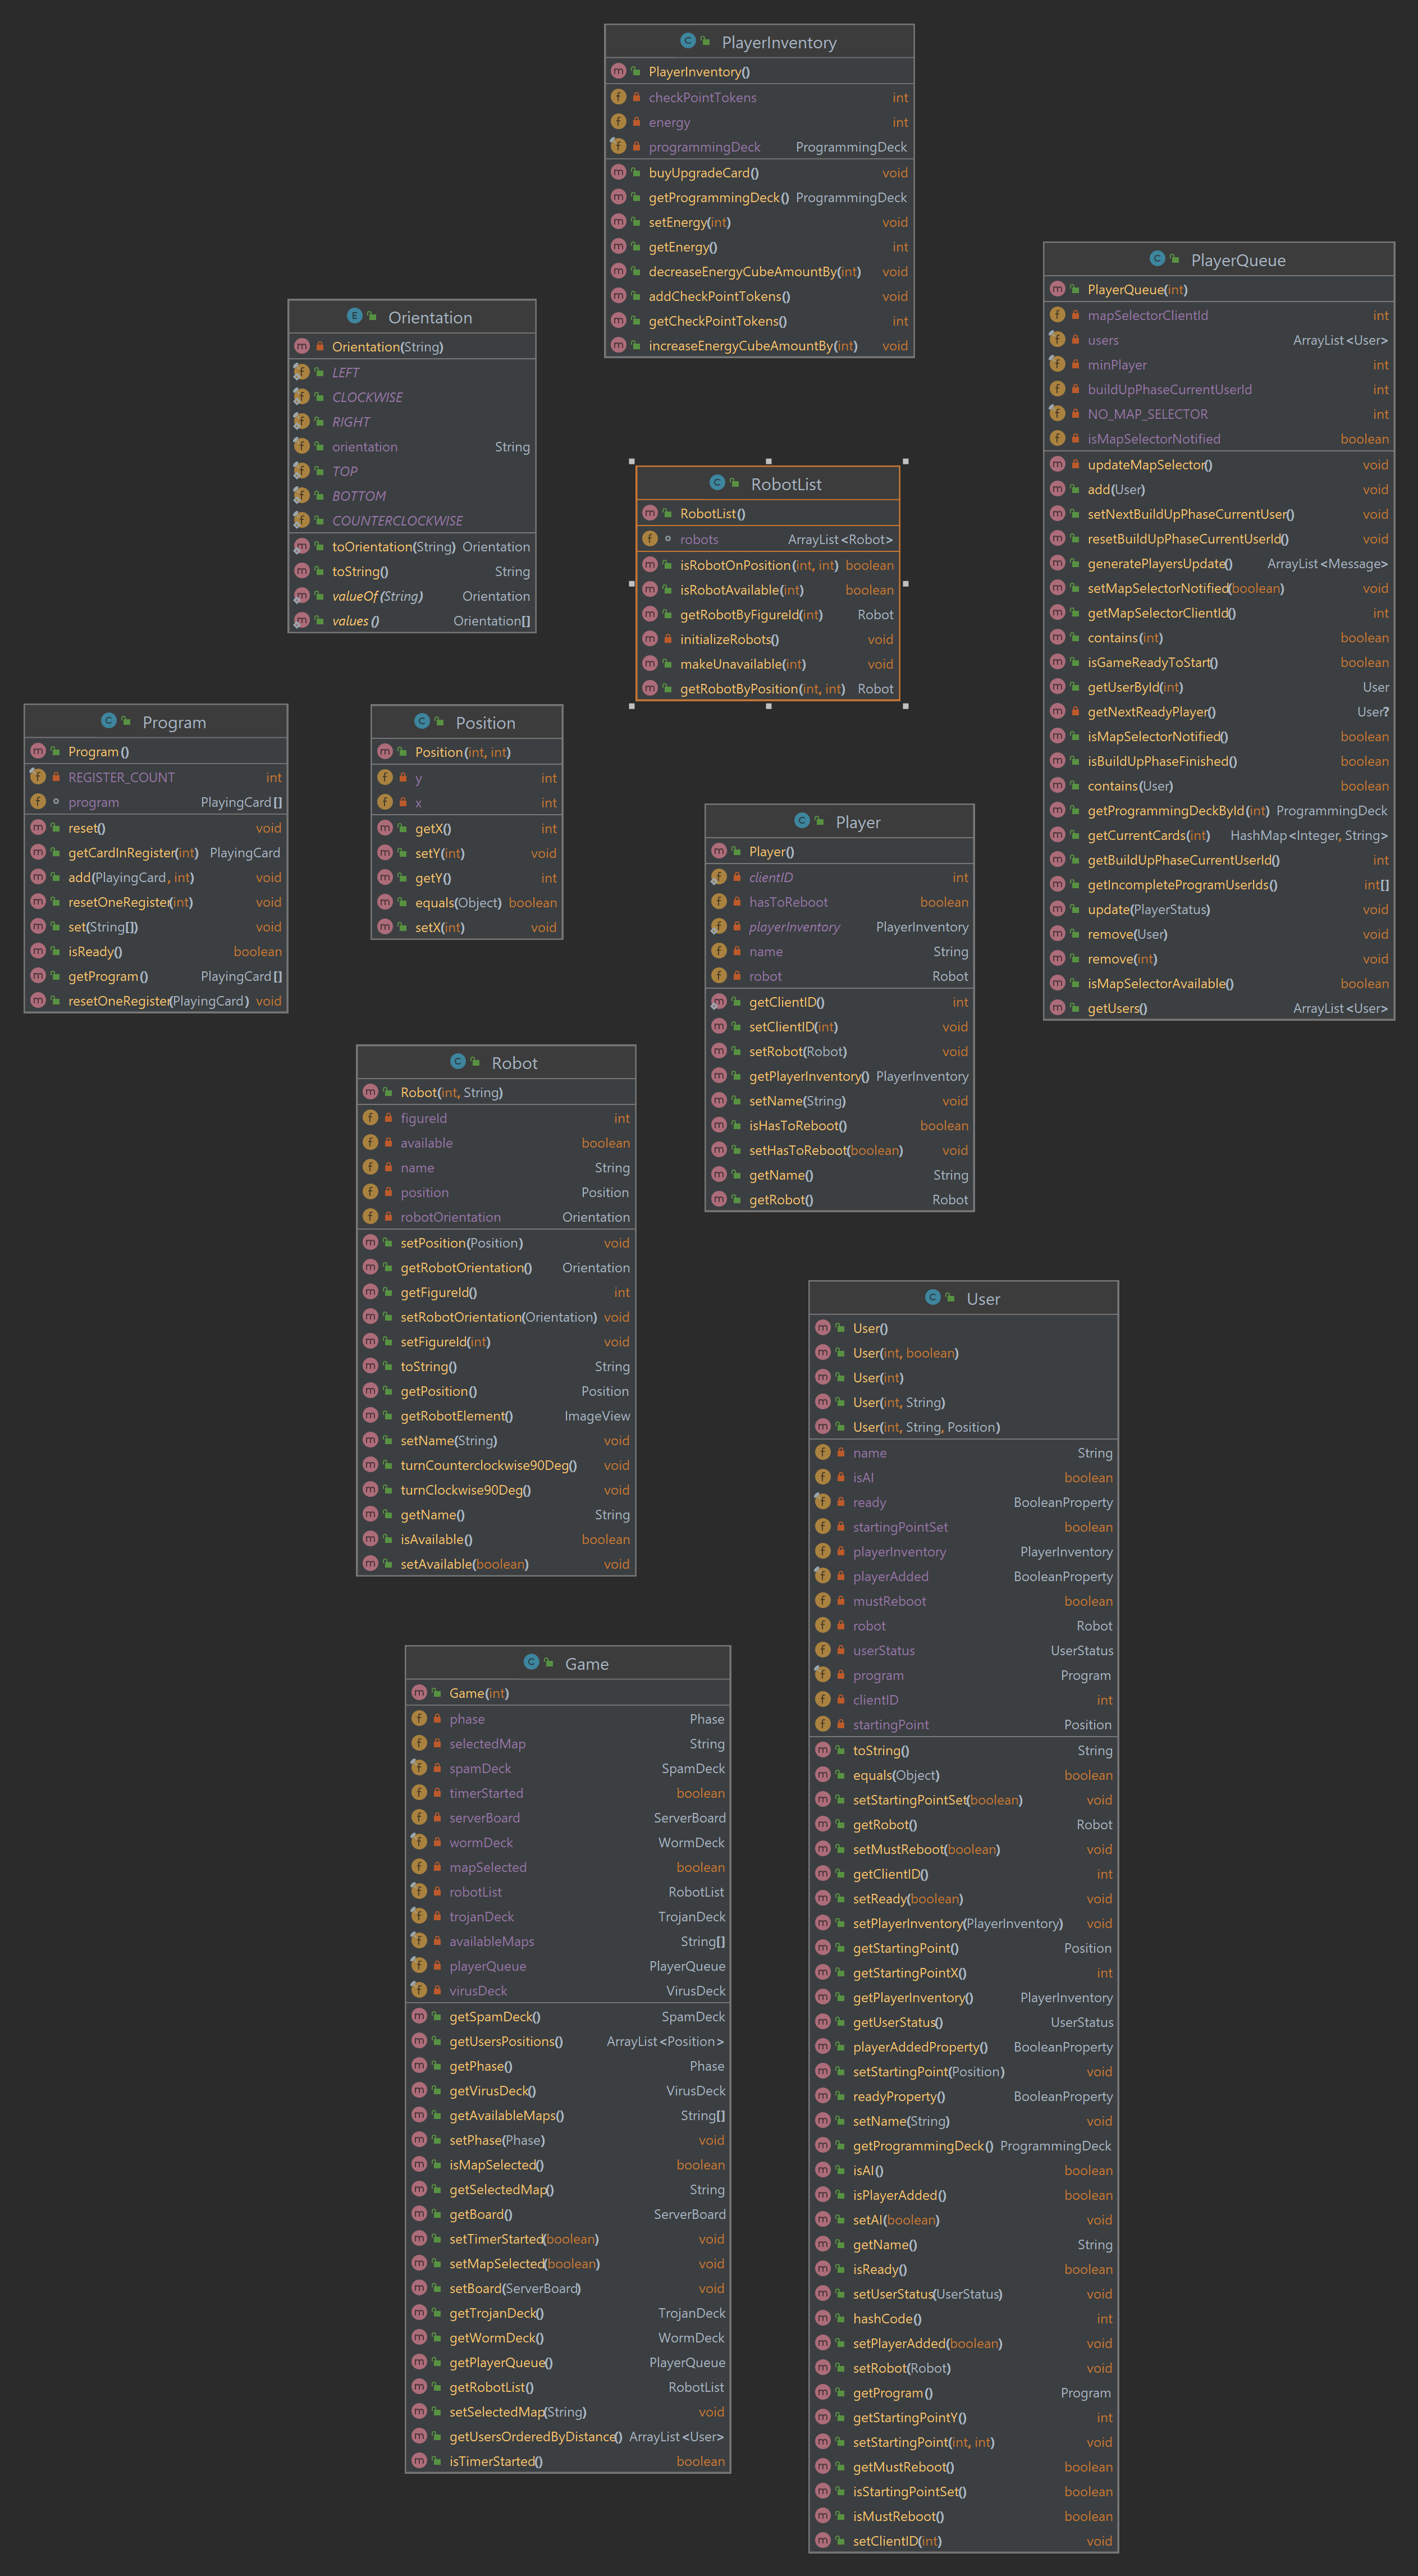 PlayerInventory
PlayerInventory()
checkPointTokens int
energy int
programmingDeck ProgrammingDeck
buyUpgradeCard() void
getProgrammingDeck() ProgrammingDeck
setEnergy(int) void
getEnergy() int
decreaseEnergyCubeAmountBy(int) void
addCheckPointTokens() void
getCheckPointTokens() int
increaseEnergyCubeAmountBy(int) void
PlayerQueue
PlayerQueue(int)
mapSelectorClientId int
users ArrayList<User>
minPlayer int
buildUpPhaseCurrentUserId int
NO_MAP_SELECTOR int
isMapSelectorNotified boolean
updateMapSelector() void
add(User) void
setNextBuildUpPhaseCurrentUser() void
resetBuildUpPhaseCurrentUserId() void
generatePlayersUpdate() ArrayList<Message>
setMapSelectorNotified(boolean) void
getMapSelectorClientId() int
contains(int) boolean
isGameReadyToStart() boolean
getUserById(int) User
getNextReadyPlayer() User?
isMapSelectorNotified() boolean
isBuildUpPhaseFinished() boolean
contains(User) boolean
getProgrammingDeckById(int) ProgrammingDeck
getCurrentCards(int) HashMap<Integer, String>
getBuildUpPhaseCurrentUserId() int
getIncompleteProgramUserIds() int[]
update(PlayerStatus) void
remove(User) void
remove(int) void
isMapSelectorAvailable() boolean
getUsers() ArrayList<User>
Orientation
Orientation(String)
LEFT
CLOCKWISE
RIGHT
orientation String
TOP
BOTTOM
COUNTERCLOCKWISE
toOrientation(String) Orientation
toString() String
valueOf(String) Orientation
values() Orientation[]
RobotList
RobotList()
robots ArrayList<Robot>
isRobotOnPosition(int, int) boolean
isRobotAvailable(int) boolean
getRobotByFigureId(int) Robot
initializeRobots() void
makeUnavailable(int) void
getRobotByPosition(int, int) Robot
Program
Program()
REGISTER_COUNT int
program PlayingCard[]
reset() void
getCardInRegister(int) PlayingCard
add(PlayingCard, int) void
resetOneRegister(int) void
set(String[]) void
isReady() boolean
getProgram() PlayingCard[]
resetOneRegister(PlayingCard) void
Position
Position(int, int)
y int
x int
getX() int
setY(int) void
getY() int
equals(Object) boolean
setX(int) void
Player
Player()
clientID int
hasToReboot boolean
playerInventory PlayerInventory
name String
robot Robot
getClientID() int
setClientID(int) void
setRobot(Robot) void
getPlayerInventory() PlayerInventory
setName(String) void
isHasToReboot() boolean
setHasToReboot(boolean) void
getName() String
getRobot() Robot
Robot
Robot(int, String)
figureId int
available boolean
name String
position Position
robotOrientation Orientation
setPosition(Position) void
getRobotOrientation() Orientation
getFigureId() int
setRobotOrientation(Orientation) void
setFigureId(int) void
toString() String
getPosition() Position
getRobotElement() ImageView
setName(String) void
turnCounterclockwise90Deg() void
turnClockwise90Deg() void
getName() String
isAvailable() boolean
setAvailable(boolean) void
User
User()
User(int, boolean)
User(int)
User(int, String)
User(int, String, Position)
name String
isAI boolean
ready BooleanProperty
startingPointSet boolean
playerInventory PlayerInventory
playerAdded BooleanProperty
mustReboot boolean
robot Robot
userStatus UserStatus
program Program
clientID int
startingPoint Position
toString() String
equals(Object) boolean
setStartingPointSet(boolean) void
getRobot() Robot
setMustReboot(boolean) void
getClientID() int
setReady(boolean) void
setPlayerInventory(PlayerInventory) void
getStartingPoint() Position
getStartingPointX() int
getPlayerInventory() PlayerInventory
getUserStatus() UserStatus
playerAddedProperty() BooleanProperty
setStartingPoint(Position) void
readyProperty() BooleanProperty
setName(String) void
getProgrammingDeck() ProgrammingDeck
isAI() boolean
isPlayerAdded() boolean
setAI(boolean) void
getName() String
isReady() boolean
setUserStatus(UserStatus) void
hashCode() int
setPlayerAdded(boolean) void
setRobot(Robot) void
getProgram() Program
getStartingPointY() int
setStartingPoint(int, int) void
getMustReboot() boolean
isStartingPointSet() boolean
isMustReboot() boolean
setClientID(int) void
Game
Game(int)
phase Phase
selectedMap String
spamDeck SpamDeck
timerStarted boolean
serverBoard ServerBoard
wormDeck WormDeck
mapSelected boolean
robotList RobotList
trojanDeck TrojanDeck
availableMaps String[]
playerQueue PlayerQueue
virusDeck VirusDeck
getSpamDeck() SpamDeck
getUsersPositions() ArrayList<Position>
getPhase() Phase
getVirusDeck() VirusDeck
getAvailableMaps() String[]
setPhase(Phase) void
isMapSelected() boolean
getSelectedMap() String
getBoard() ServerBoard
setTimerStarted(boolean) void
setMapSelected(boolean) void
setBoard(ServerBoard) void
getTrojanDeck() TrojanDeck
getWormDeck() WormDeck
getPlayerQueue() PlayerQueue
getRobotList() RobotList
setSelectedMap(String) void
getUsersOrderedByDistance() ArrayList<User>
isTimerStarted() boolean